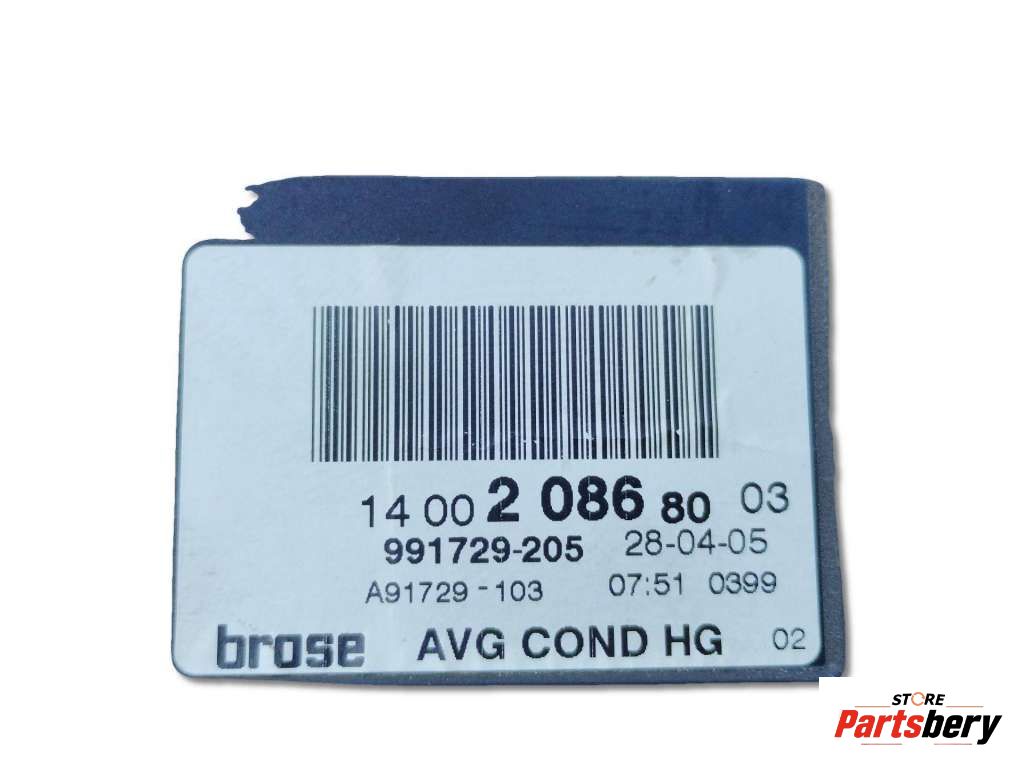 14 00 2 086 80 03
991729-205 28-04-05
A91729-103 07:51 0399
brose AVG COND HG 02
STORE
Partsbery